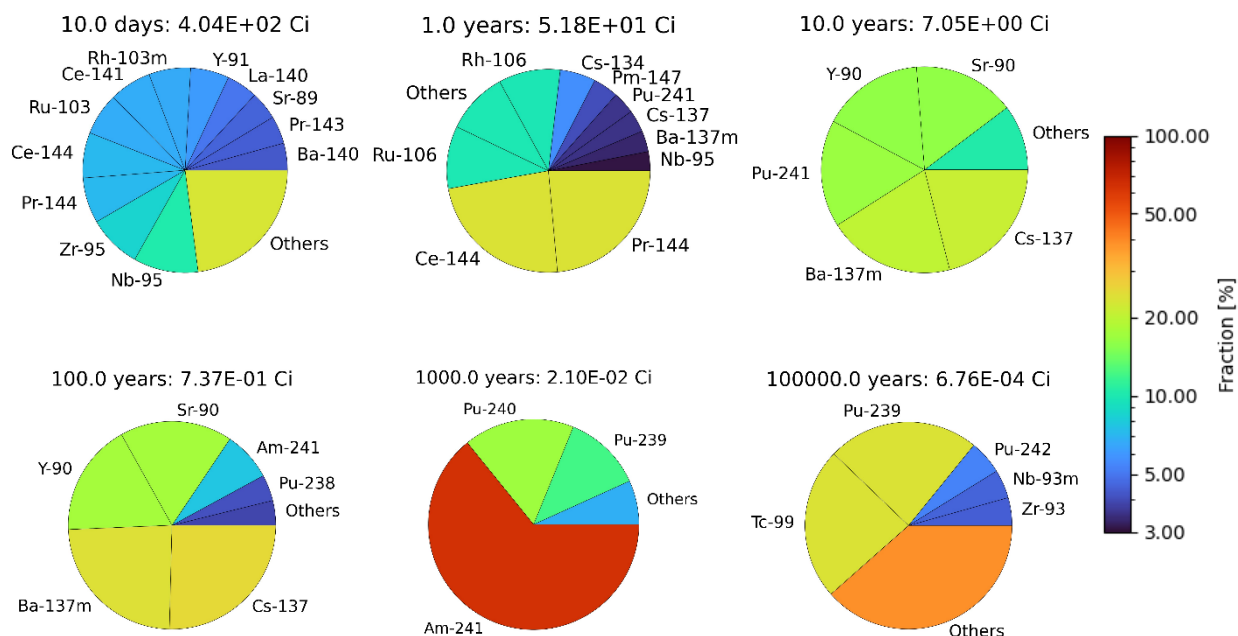 10.0 days: 4.04E+02 Ci
Rh-103m
Y-91
Ce-141
La-140
Ru-103
Sr-89
Pr-143
Ce-144
Ba-140
Pr-144
Zr-95
Others
Nb-95
1.0 years: 5.18E+01 Ci
Rh-106
Cs-134
Pm-147
Others
Pu-241
Cs-137
Ba-137m
Ru-106
Nb-95
Ce-144
Pr-144
10.0 years: 7.05E+00 Ci
Y-90
Sr-90
Others
Pu-241
Cs-137
Ba-137m
100.0 years: 7.37E-01 Ci
Sr-90
Am-241
Y-90
Pu-238
Others
Ba-137m
Cs-137
1000.0 years: 2.10E-02 Ci
Pu-240
Pu-239
Others
Am-241
100000.0 years: 6.76E-04 Ci
Pu-239
Pu-242
Nb-93m
Tc-99
Zr-93
Others
100.00
50.00
20.00
10.00
5.00
3.00
Fraction [%]